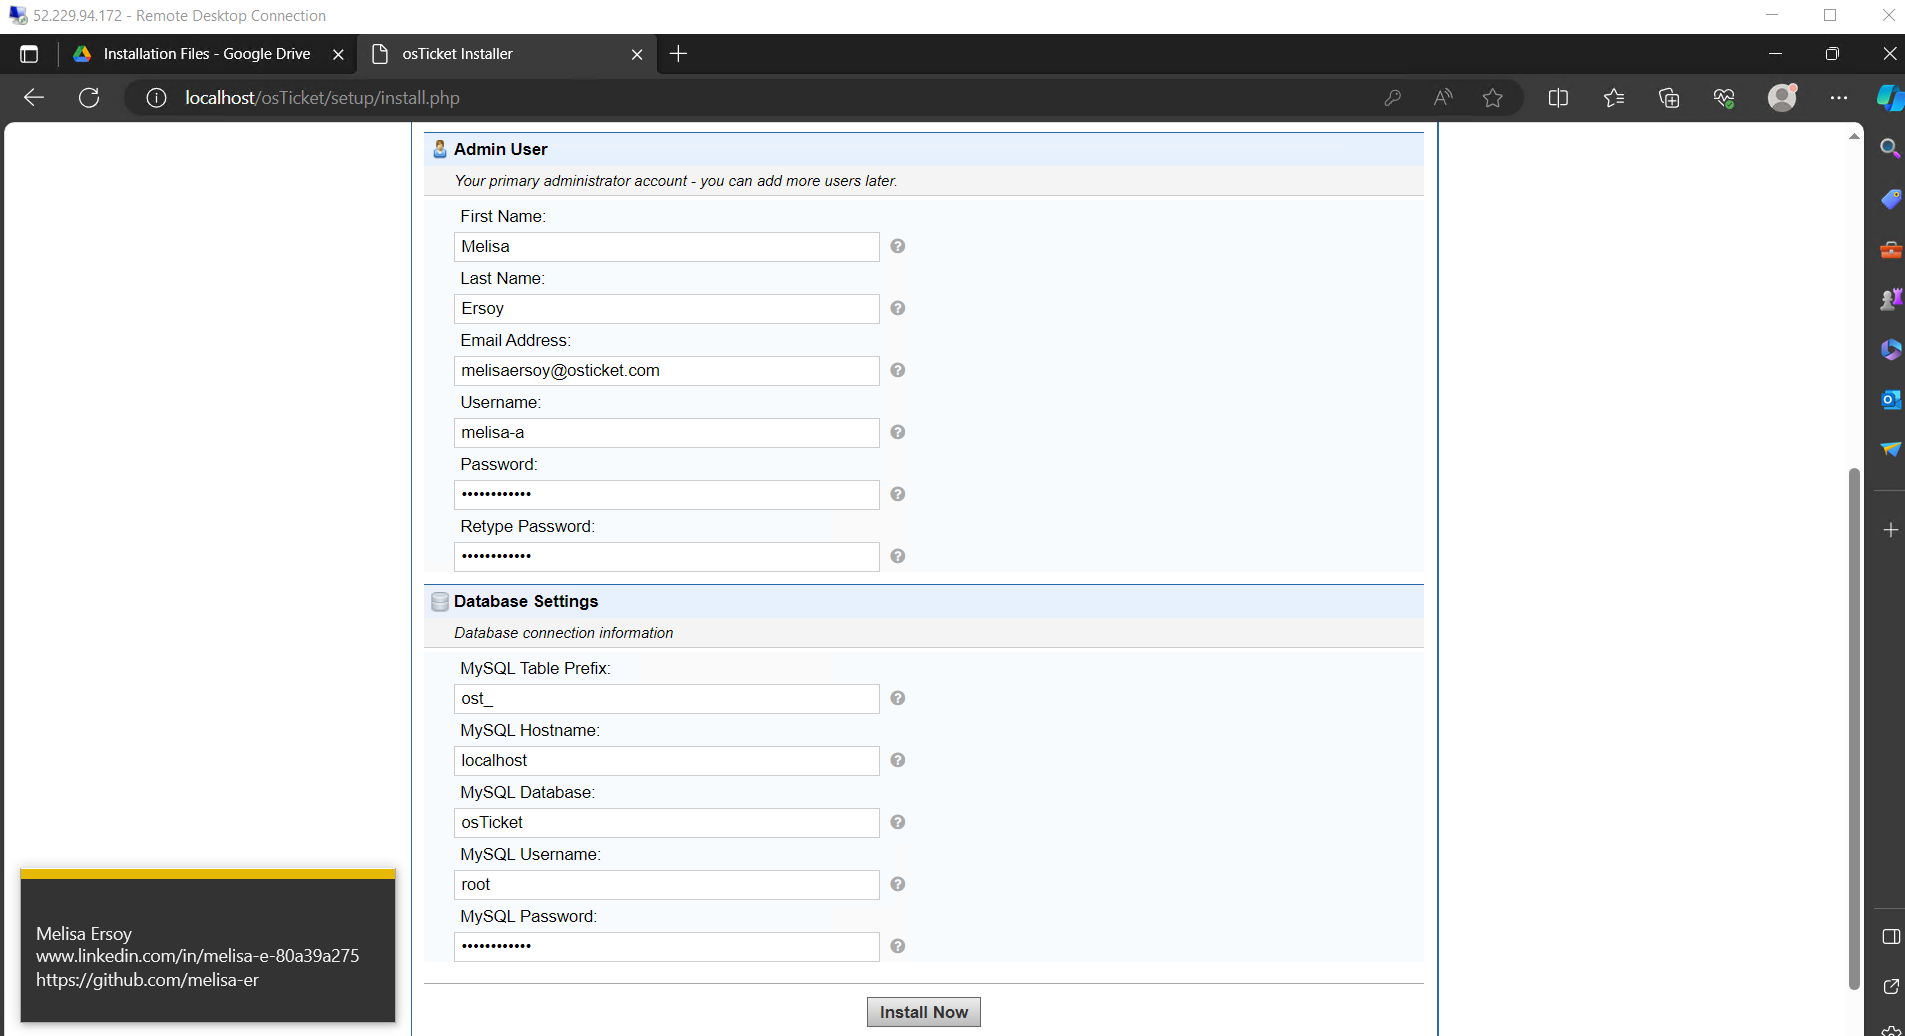 52.229.94.172 - Remote Desktop Connection
Installation Files - Google Drive
osTicket Installer
localhost/osTicket/setup/install.php
Admin User
Your primary administrator account - you can add more users later.
First Name:
Melisa
Last Name:
Ersoy
Email Address:
melisaersoy@osticket.com
Username:
melisa-a
Password:
••••••••••••
Retype Password:
••••••••••••
Database Settings
Database connection information
MySQL Table Prefix:
ost_
MySQL Hostname:
localhost
MySQL Database:
osTicket
MySQL Username:
root
MySQL Password:
••••••••••••
Install Now
Melisa Ersoy
www.linkedin.com/in/melisa-e-80a39a275
https://github.com/melisa-er